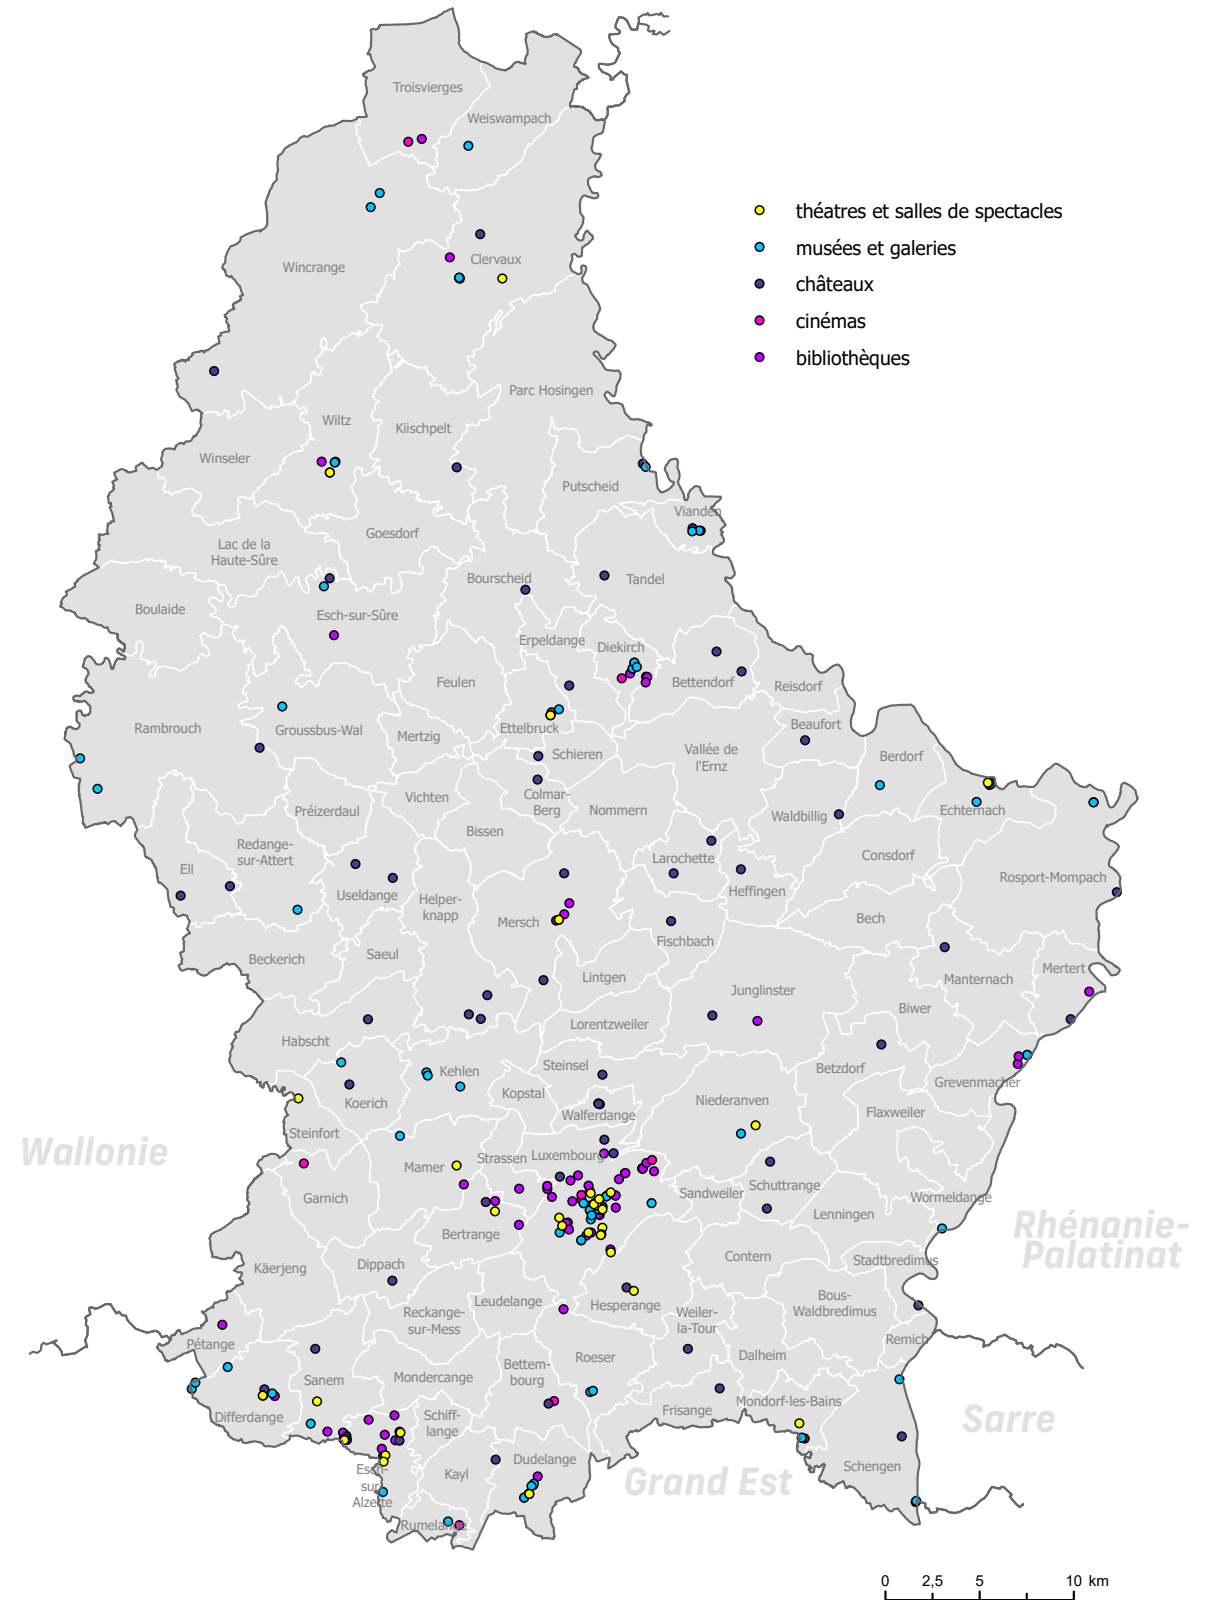 Troisvierges
Weiswampach
théatres et salles de spectacles
musées et galeries
Clervaux
Wincrange
châteaux
cinémas
bibliothèques
Parc Hosingen
Wiltz
Kiischpelt
Winseler
Putscheid
Vianden
Goesdorf
Lac de la
Haute-Sûre
Bourscheid
Tandel
Boulaide
Esch-sur-Sûre
Erpeldange
Diekirch
Feulen
Bettendorf
Reisdorf
Rambrouch
Groussbus-Wal
Mertzig
Ettelbruck
Beaufort
Schieren
Vallée de
l'Ernz
Berdorf
Vichten
Colmar-
Berg
Préizerdaul
Nommern
Waldbillig
Echternach
Bissen
Redange-
sur-Attert
Larochette
Consdorf
Ell
Useldange
Heffingen
Rosport-Mompach
Helper-
knapp
Mersch
Bech
Fischbach
Beckerich
Saeul
Lintgen
Manternach
Mertert
Junglinster
Biwer
Lorentzweiler
Habscht
Steinsel
Kehlen
Betzdorf
Kopstal
Grevenmacher
Koerich
Niederanven
Walferdange
Flaxweiler
Steinfort
Wallonie
Strassen
Luxembourg
Mamer
Schuttrange
Garnich
Sandweiler
Wormeldange
Lenningen
Bertrange
Rhénanie-
Palatinat
Contern
Stadtbredimus
Käerjeng
Dippach
Leudelange
Hesperange
Bous-
Waldbredimus
Reckange-
sur-Mess
Weiler-
la-Tour
Remich
Pétange
Roeser
Dalheim
Bettem-
bourg
Mondercange
Sanem
Mondorf-les-Bains
Frisange
Differdange
Schiff-
lange
Sarre
Dudelange
Schengen
Esch-
sur-
Alzette
Kayl
Grand Est
Rumelange
0 2,5 5 10 km